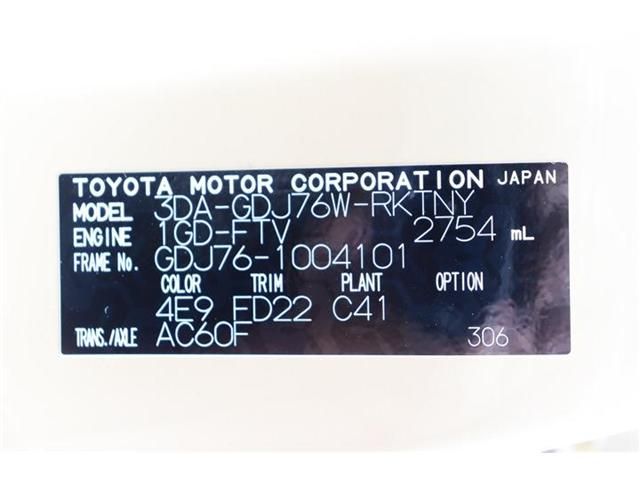 TOYOTA MOTOR CORPORATION JAPAN
MODEL 3DA-GDJ76W-RKTNY
ENGINE 1GD-FTV 2754 mL
FRAME No. GDJ76-1004101
COLOR TRIM PLANT OPTION
4E9 FD22 C41
TRANS./AXLE AC60F 306